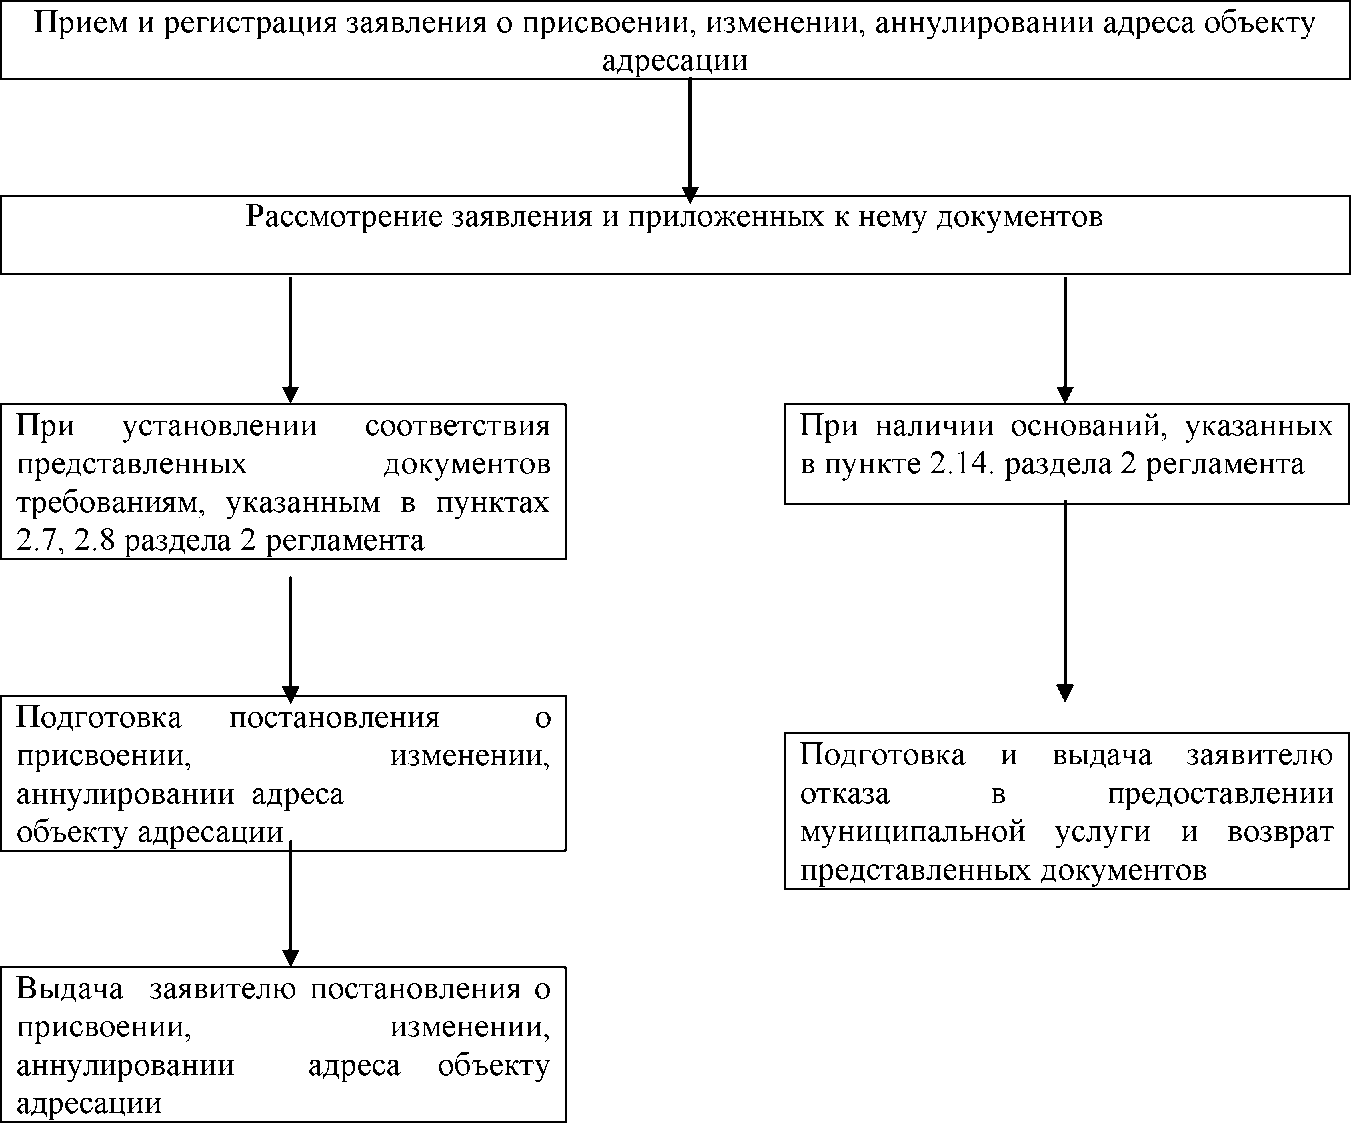 Прием и регистрация заявления о присвоении, изменении, аннулировании адреса объекту
адресации
Рассмотрение заявления и приложенных к нему документов
При установлении соответствия
представленных документов
требованиям, указанным в пунктах
2.7, 2.8 раздела 2 регламента
При наличии оснований, указанных
в пункте 2.14. раздела 2 регламента
Подготовка постановления о
присвоении, изменении,
аннулировании адреса
объекту адресации
Подготовка и выдача заявителю
отказа в предоставлении
муниципальной услуги и возврат
представленных документов
Выдача заявителю постановления о
присвоении, изменении,
аннулировании адреса объекту
адресации